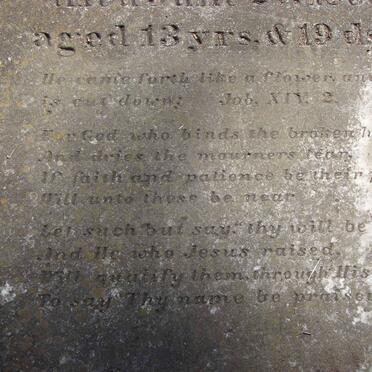 aged 13 yrs. & 19 ds
He came forth like a flower, and
is cut down; Job, XIV. 2.
For God who binds the broken h
And dries the mourners tear,
If faith and patience be their
Will unto these be near
Let such but say, thy will be
And He who Jesus raised,
Will qualify them, through His
To say Thy name be praise